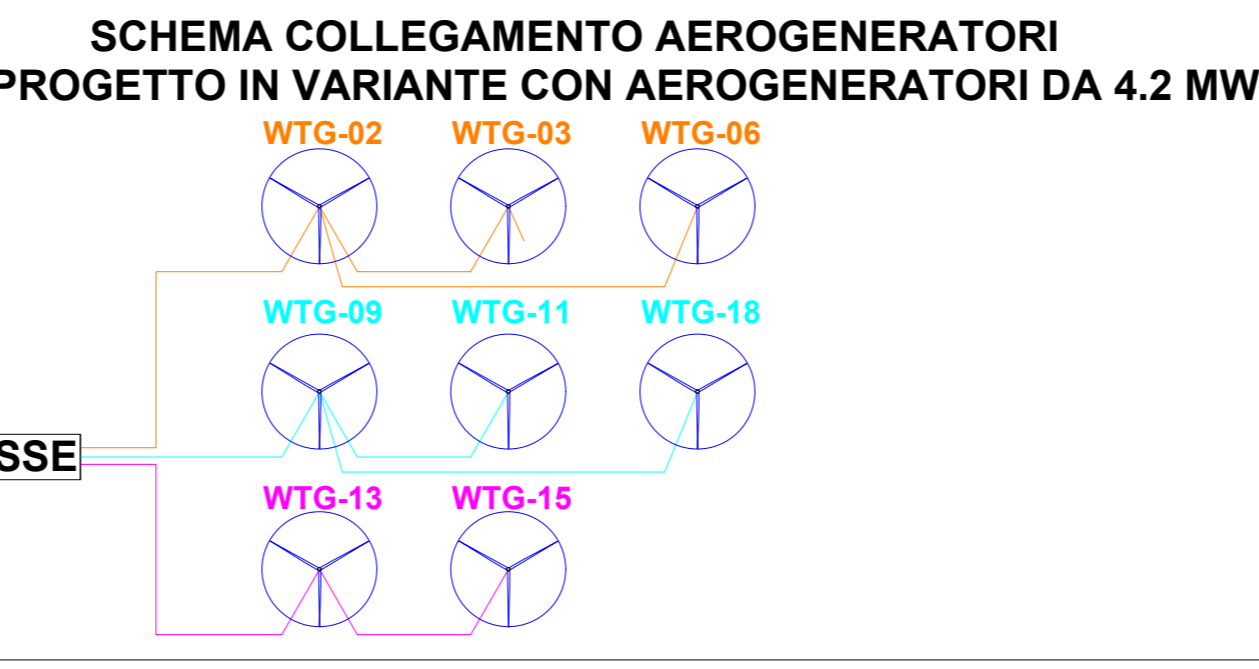 SCHEMA COLLEGAMENTO AEROGENERATORI
PROGETTO IN VARIANTE CON AEROGENERATORI DA 4.2 MW
WTG-02 WTG-03 WTG-06
WTG-09 WTG-11 WTG-18
SSE
WTG-13 WTG-15